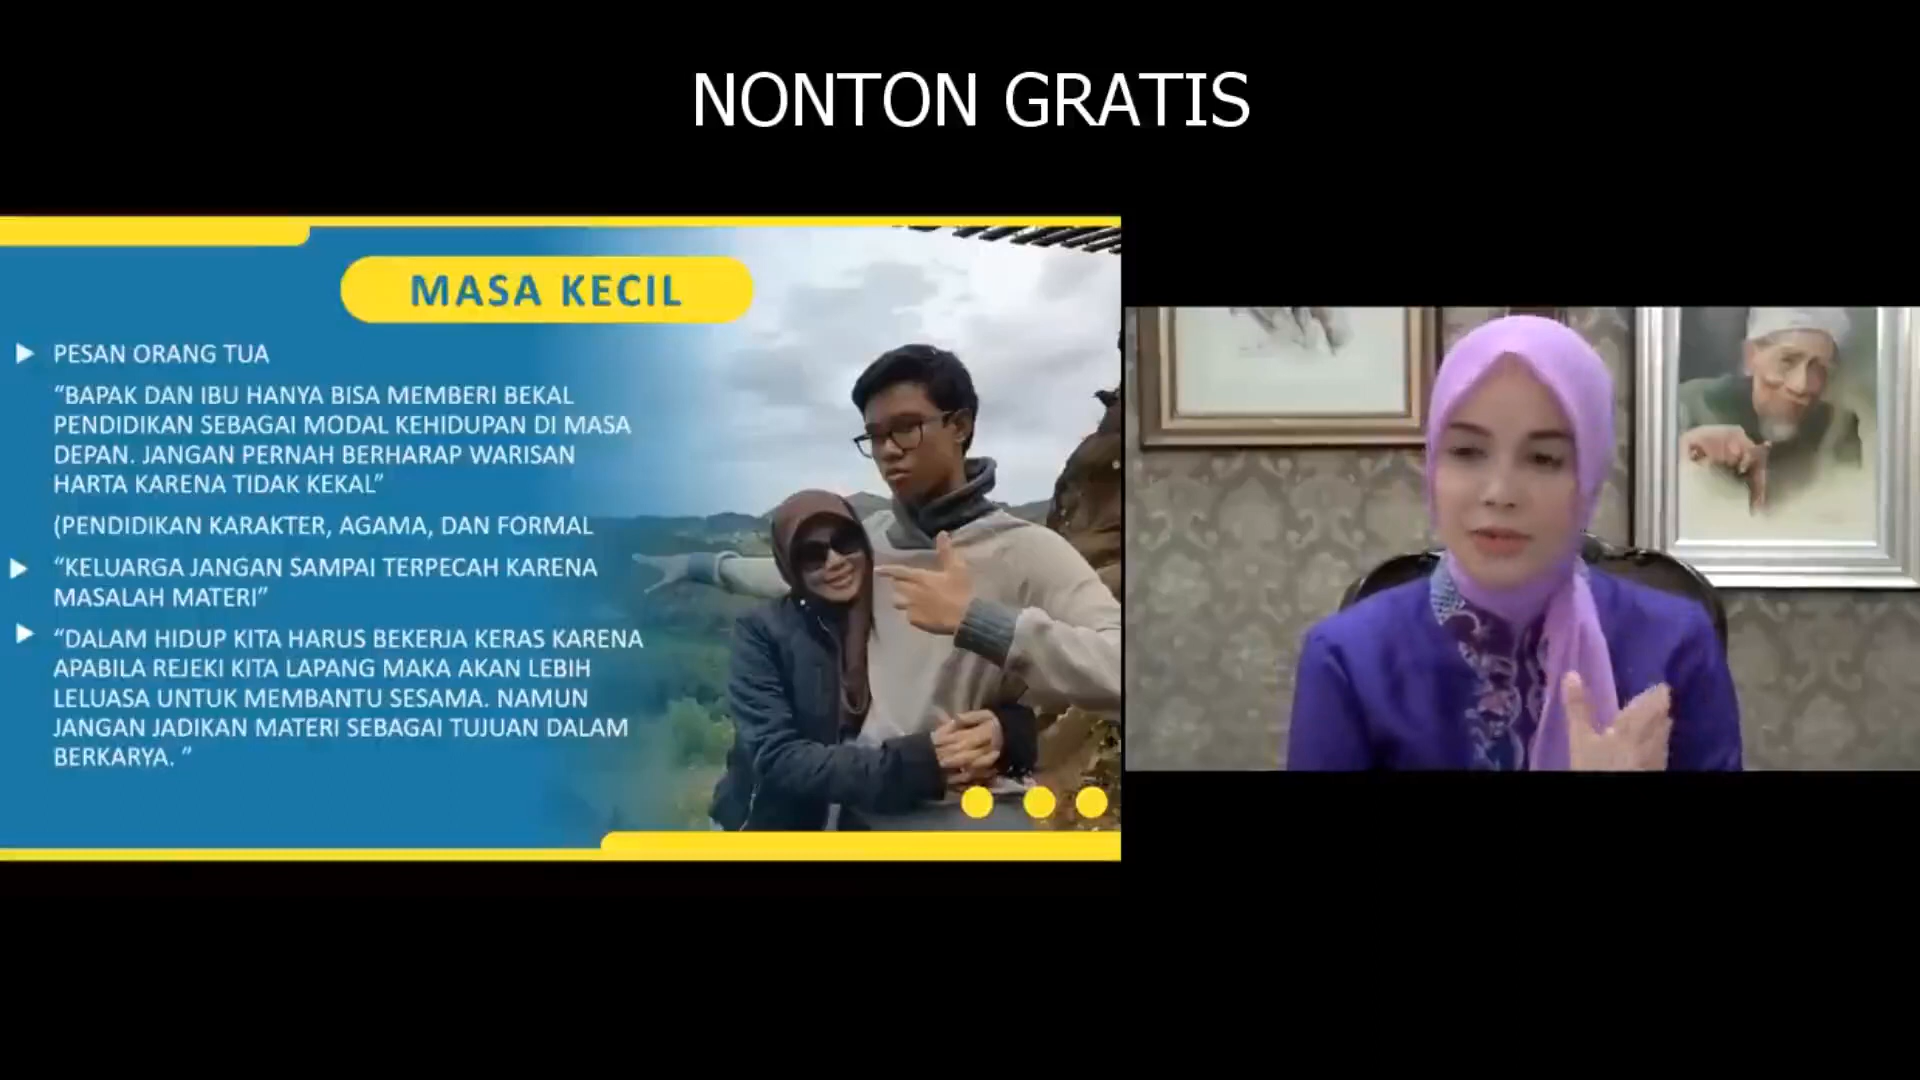 NONTON GRATIS
MASA KECIL
PESAN ORANG TUA
“BAPAK DAN IBU HANYA BISA MEMBERI BEKAL
PENDIDIKAN SEBAGAI MODAL KEHIDUPAN DI MASA
DEPAN. JANGAN PERNAH BERHARAP WARISAN
HARTA KARENA TIDAK KEKAL”
(PENDIDIKAN KARAKTER, AGAMA, DAN FORMAL
“KELUARGA JANGAN SAMPAI TERPECAH KARENA
MASALAH MATERI”
“DALAM HIDUP KITA HARUS BEKERJA KERAS KARENA
APABILA REJEKI KITA LAPANG MAKA AKAN LEBIH
LELUASA UNTUK MEMBANTU SESAMA. NAMUN
JANGAN JADIKAN MATERI SEBAGAI TUJUAN DALAM
BERKARYA. ”